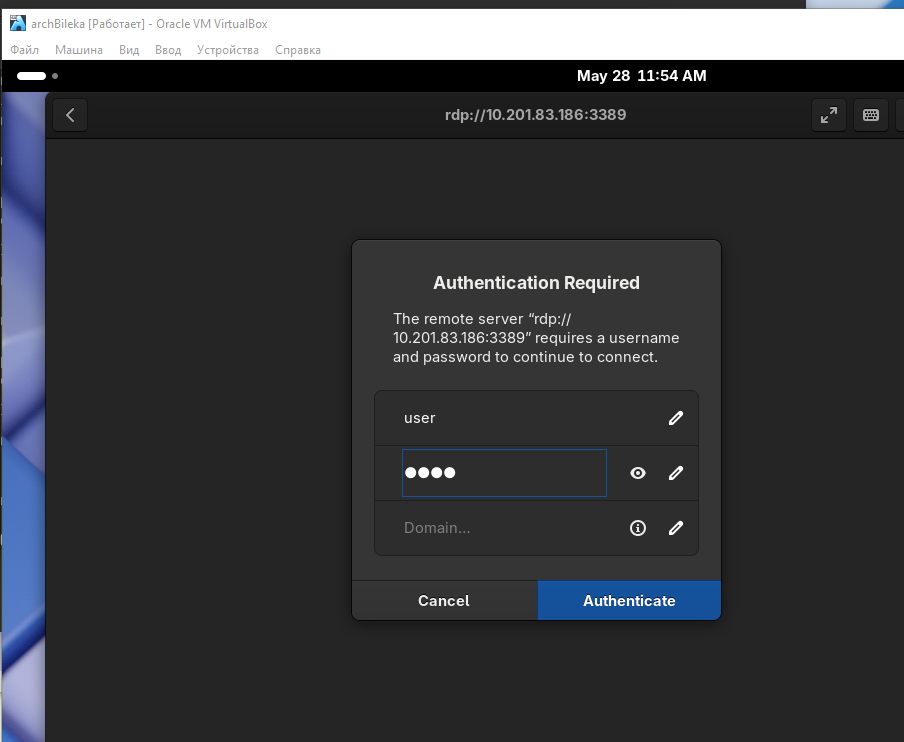 archBileka [Работает] - Oracle VM VirtualBox
Файл Машина Вид Ввод Устройства Справка
May 28 11:54 AM
rdp://10.201.83.186:3389
Authentication Required
The remote server “rdp://
10.201.83.186:3389” requires a username
and password to continue to connect.
user
●●●●
Domain...
Cancel Authenticate